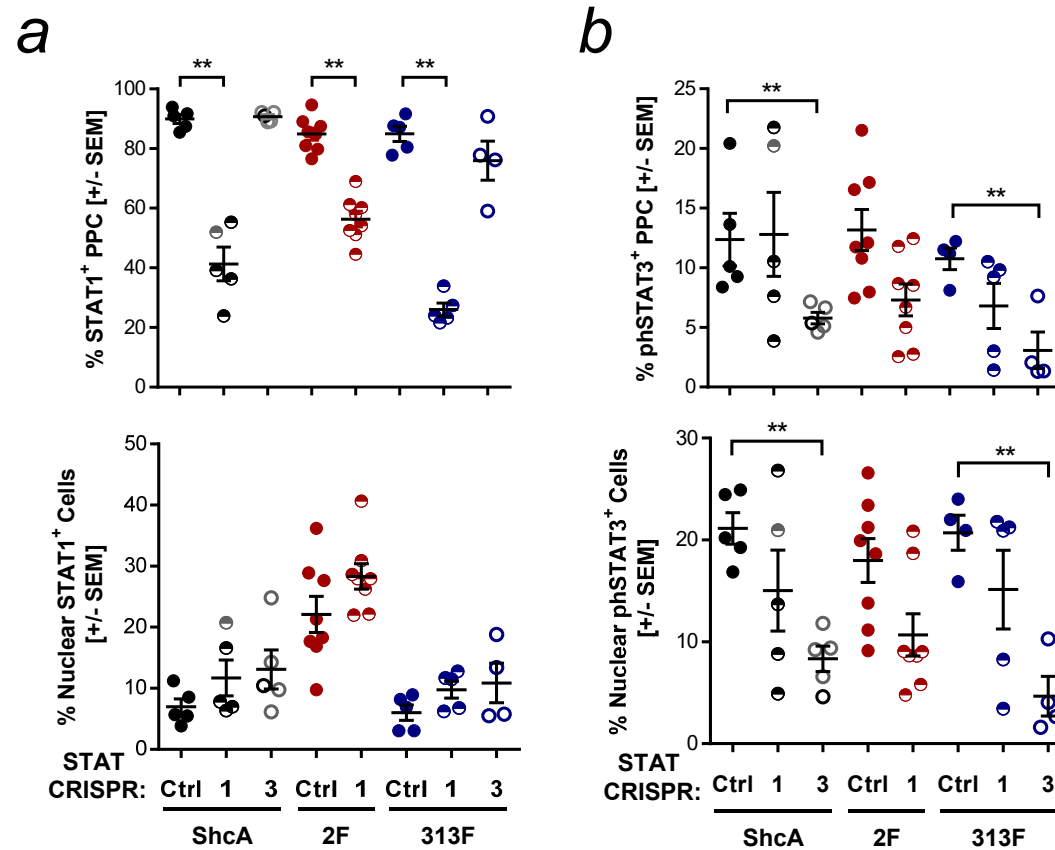 a
b
**
**
**
100
80
60
40
20
0
% STAT1+ PPC [+/- SEM]
**
**
25
20
15
10
5
0
% phSTAT3+ PPC [+/- SEM]
50
40
30
20
10
0
% Nuclear STAT1+ Cells
[+/- SEM]
**
**
30
20
10
0
% Nuclear phSTAT3+ Cells
[+/- SEM]
STAT
CRISPR: Ctrl 1 3 Ctrl 1 Ctrl 1 3
ShcA 2F 313F
STAT
CRISPR: Ctrl 1 3 Ctrl 1 Ctrl 1 3
ShcA 2F 313F